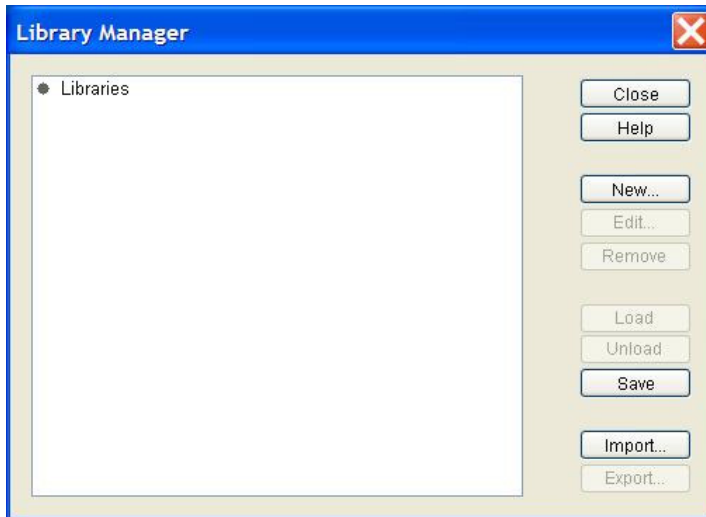 Library Manager
Libraries
Close
Help
New...
Edit...
Remove
Load
Unload
Save
Import...
Export...